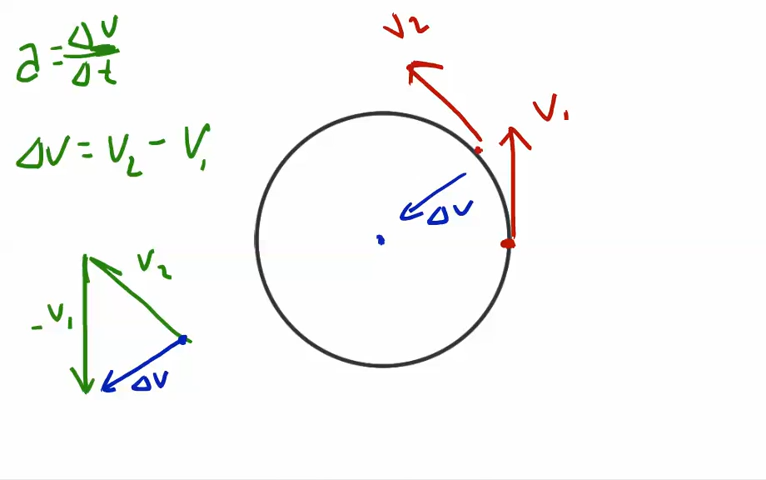 a = ΔV/Δt
ΔV = V₂ - V₁
V₂
V₁
ΔV
V₂
-V₁
ΔV